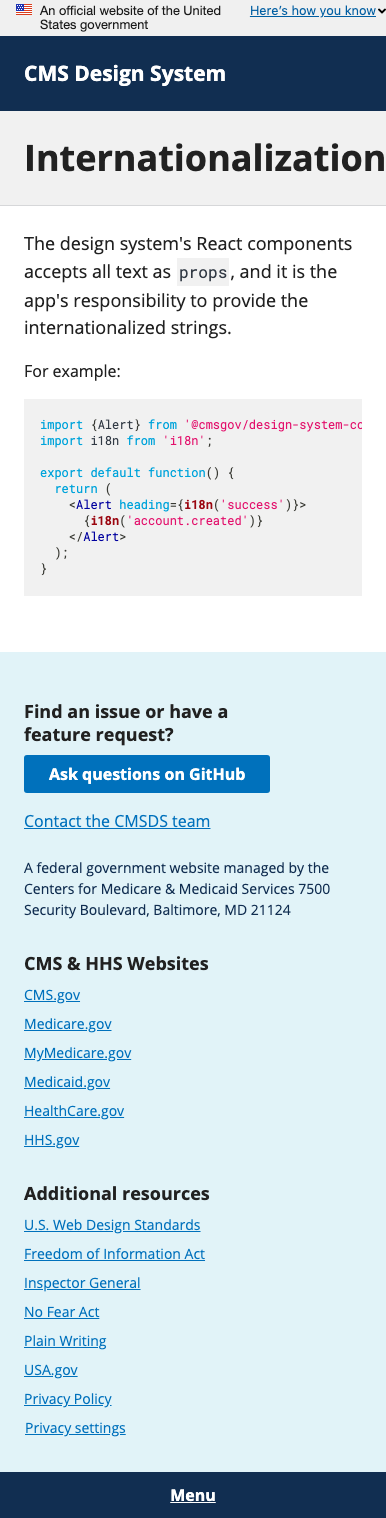 An official website of the United
States government
Here's how you know
CMS Design System
Internationalization
The design system's React components
accepts all text as props, and it is the
app's responsibility to provide the
internationalized strings.
For example:
import {Alert} from '@cmsgov/design-system-co
import i18n from 'i18n';
export default function() {
  return (
    <Alert heading={i18n('success')}>
      {i18n('account.created')}
    </Alert>
  );
}
Find an issue or have a
feature request?
Ask questions on GitHub
Contact the CMSDS team
A federal government website managed by the
Centers for Medicare & Medicaid Services 7500
Security Boulevard, Baltimore, MD 21124
CMS & HHS Websites
CMS.gov
Medicare.gov
MyMedicare.gov
Medicaid.gov
HealthCare.gov
HHS.gov
Additional resources
U.S. Web Design Standards
Freedom of Information Act
Inspector General
No Fear Act
Plain Writing
USA.gov
Privacy Policy
Privacy settings
Menu